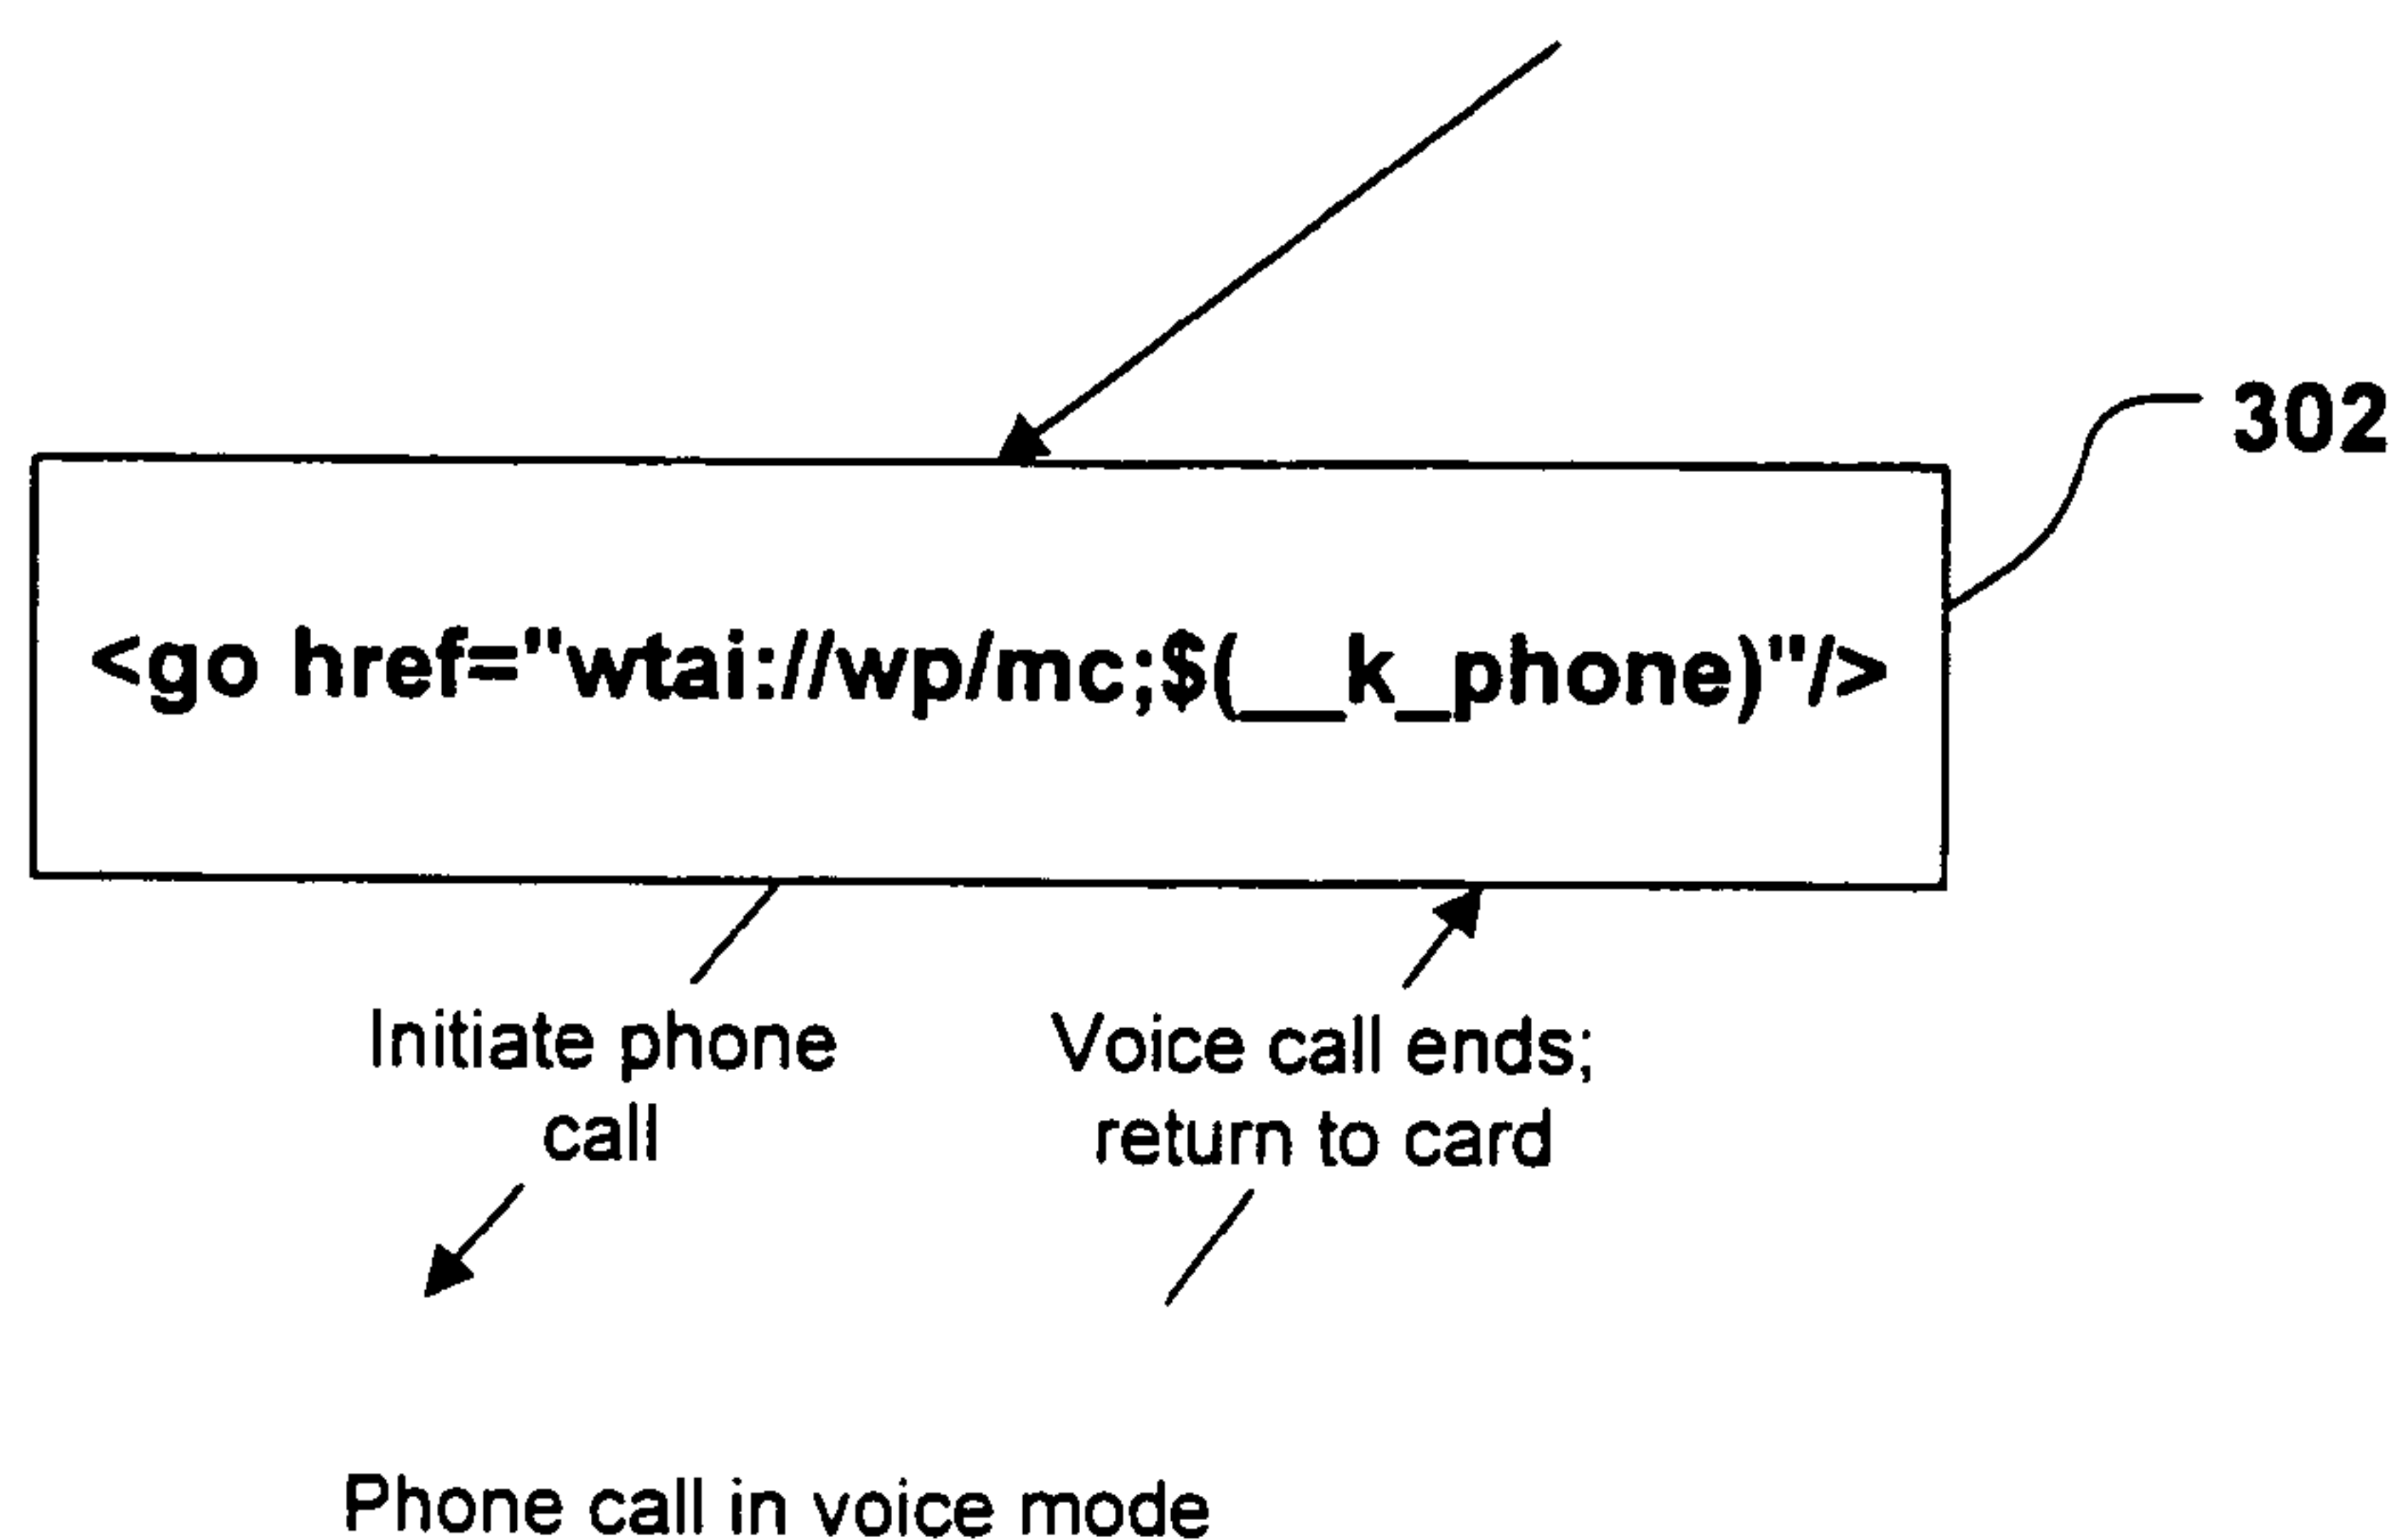 302
<go href="wtai://wp/mc;$(__k_phone)"/>
Initiate phone
call
Voice call ends;
return to card
Phone call in voice mode